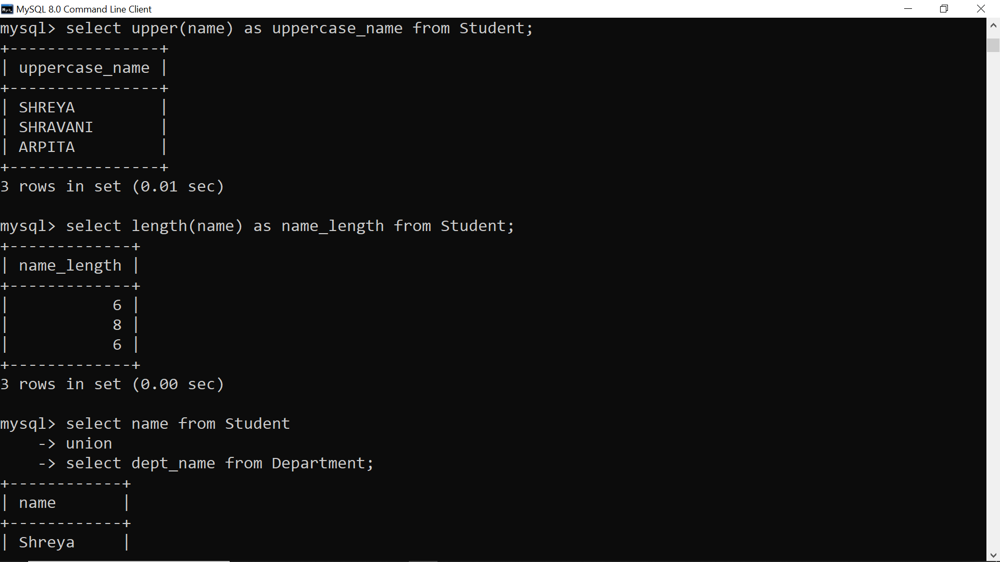 MySQL 8.0 Command Line Client
mysql> select upper(name) as uppercase_name from Student;
+----------------+
| uppercase_name |
+----------------+
| SHREYA         |
| SHRAVANI       |
| ARPITA         |
+----------------+
3 rows in set (0.01 sec)

mysql> select length(name) as name_length from Student;
+-------------+
| name_length |
+-------------+
|           6 |
|           8 |
|           6 |
+-------------+
3 rows in set (0.00 sec)

mysql> select name from Student
    -> union
    -> select dept_name from Department;
+------------+
| name       |
+------------+
| Shreya     |